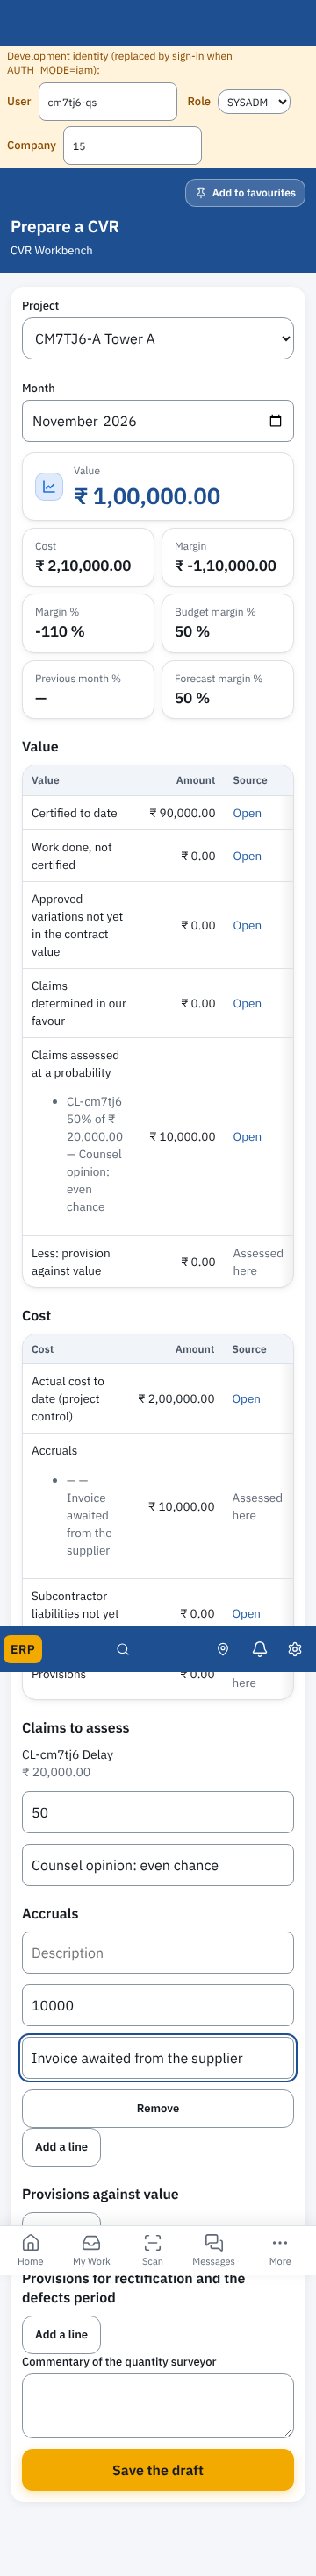 Development identity (replaced by sign-in when
AUTH_MODE=iam):
User cm7tj6-qs Role SYSADM
Company 15
Add to favourites
Prepare a CVR
CVR Workbench
Project
CM7TJ6-A Tower A
Month
November 2026
Value
₹ 1,00,000.00
Cost Margin
₹ 2,10,000.00 ₹ -1,10,000.00
Margin % Budget margin %
-110 % 50 %
Previous month % Forecast margin %
— 50 %
Value
Value Amount Source
Certified to date ₹ 90,000.00 Open
Work done, not
certified
₹ 0.00 Open
Approved
variations not yet
in the contract
value
₹ 0.00 Open
Claims
determined in our
favour
₹ 0.00 Open
Claims assessed
at a probability
• CL-cm7tj6
50% of ₹
20,000.00
— Counsel
opinion:
even
chance
₹ 10,000.00 Open
Less: provision
against value
₹ 0.00 Assessed
here
Cost
Cost Amount Source
Actual cost to
date (project
control)
₹ 2,00,000.00 Open
Accruals
• — —
Invoice
awaited
from the
supplier
₹ 10,000.00 Assessed
here
Subcontractor
liabilities not yet
₹ 0.00 Open
ERP
Provisions ₹ 0.00
here
Claims to assess
CL-cm7tj6 Delay
₹ 20,000.00
50
Counsel opinion: even chance
Accruals
Description
10000
Invoice awaited from the supplier
Remove
Add a line
Provisions against value
Home My Work Scan Messages More
Provisions for rectification and the
defects period
Add a line
Commentary of the quantity surveyor
Save the draft